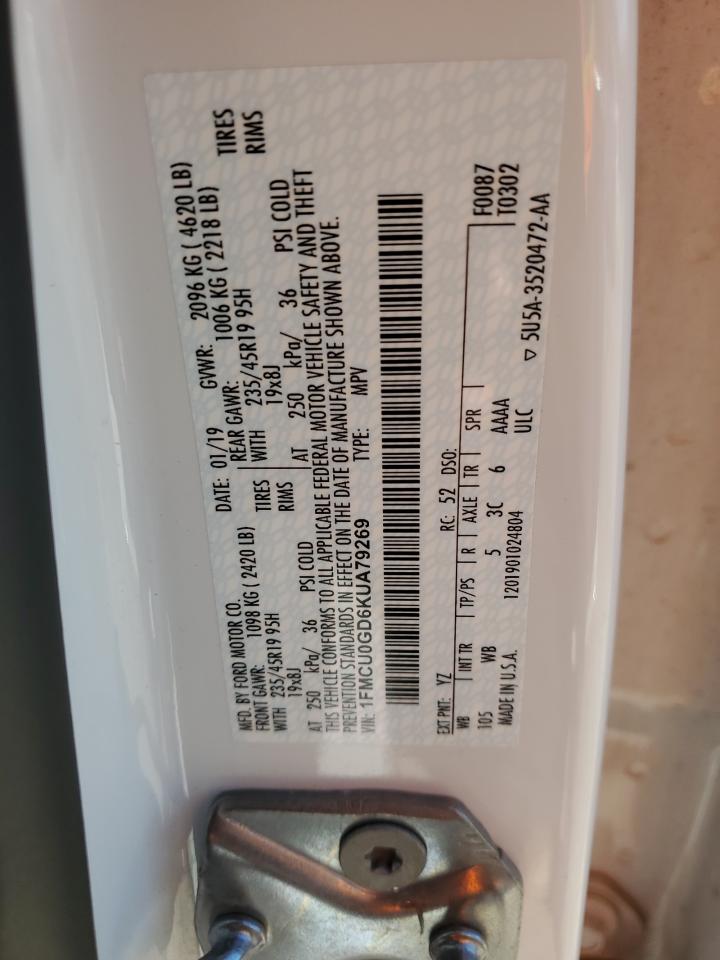 MFD. BY FORD MOTOR CO.
DATE: 01/19 GVWR: 2096 KG ( 4620 LB)
FRONT GAWR: 1098 KG ( 2420 LB)
REAR GAWR: 1006 KG ( 2218 LB)
WITH 235/45R19 95H TIRES
WITH 235/45R19 95H TIRES
19x8J RIMS
19x8J RIMS
AT 250 kPa/ 36 PSI COLD
AT 250 kPa/ 36 PSI COLD
THIS VEHICLE CONFORMS TO ALL APPLICABLE FEDERAL MOTOR VEHICLE SAFETY AND THEFT
PREVENTION STANDARDS IN EFFECT ON THE DATE OF MANUFACTURE SHOWN ABOVE.
VIN: 1FMCU0GD6KUA79269 TYPE: MPV
EXT PNT: YZ RC: 52 DSO: F0087
WB INT TR TP/PS R AXLE TR SPR T0302
105 WB 5 3C 6 AAAA
MADE IN U.S.A. 1201901024804 ULC ▽ 5U5A-3520472-AA